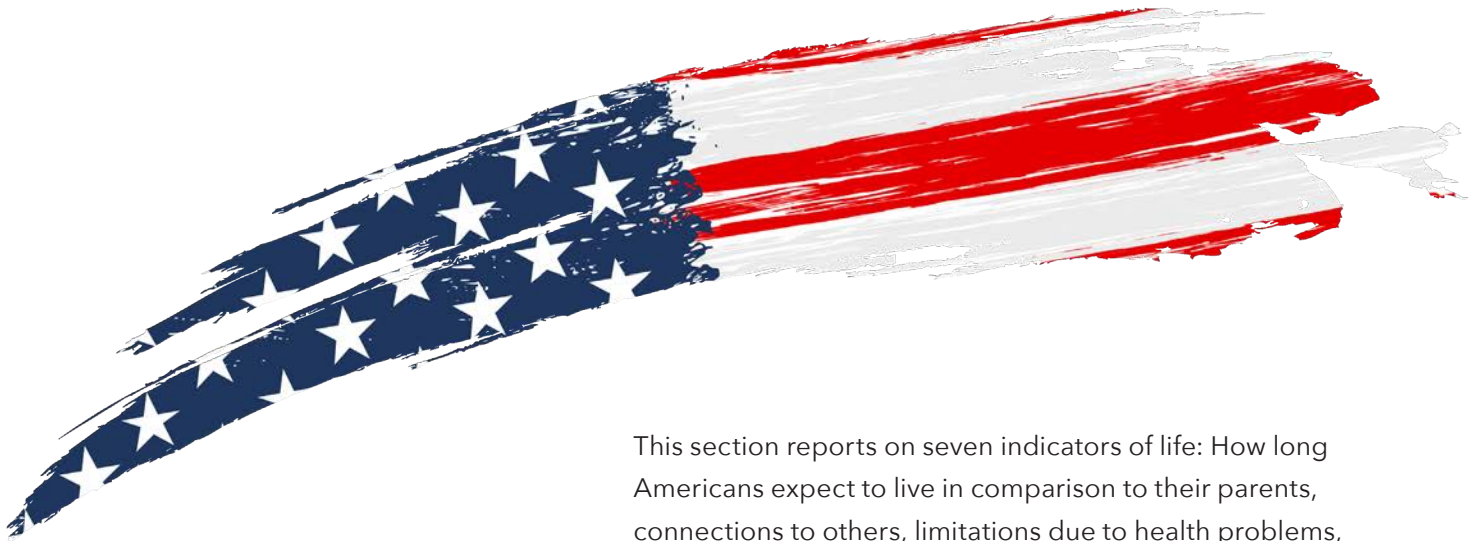 This section reports on seven indicators of life: How long
Americans expect to live in comparison to their parents,
connections to others, limitations due to health problems,